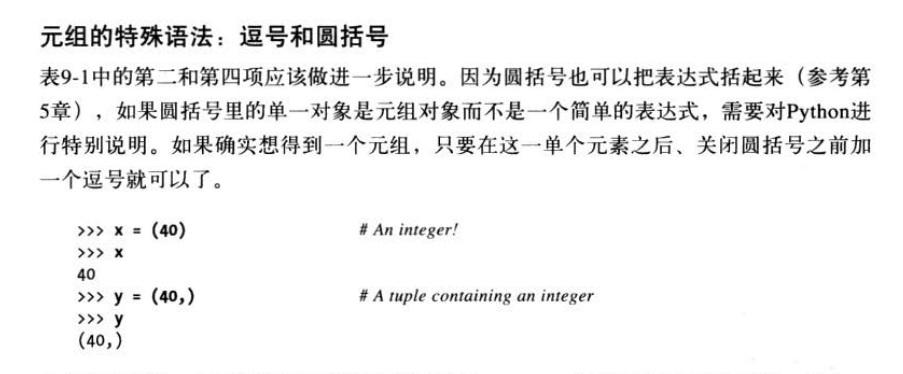 元组的特殊语法：逗号和圆括号
表9-1中的第二和第四项应该做进一步说明。因为圆括号也可以把表达式括起来（参考第
5章），如果圆括号里的单一对象是元组对象而不是一个简单的表达式，需要对Python进
行特别说明。如果确实想得到一个元组，只要在这一单个元素之后、关闭圆括号之前加
一个逗号就可以了。
>>> x = (40) # An integer!
>>> x
40
>>> y = (40,) # A tuple containing an integer
>>> y
(40,)